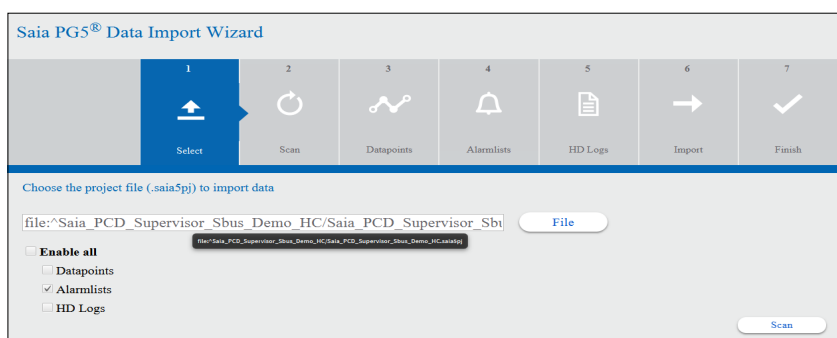 Saia PG5® Data Import Wizard
1 2 3 4 5 6 7
Select Scan Datapoints Alarmlists HD Logs Import Finish
Choose the project file (.saia5pj) to import data
file:^Saia_PCD_Supervisor_Sbus_Demo_HC/Saia_PCD_Supervisor_Sbu File
file:^Saia_PCD_Supervisor_Sbus_Demo_HC/Saia_PCD_Supervisor_Sbus_Demo_HC.saia5pj
Enable all
Datapoints
Alarmlists
HD Logs
Scan